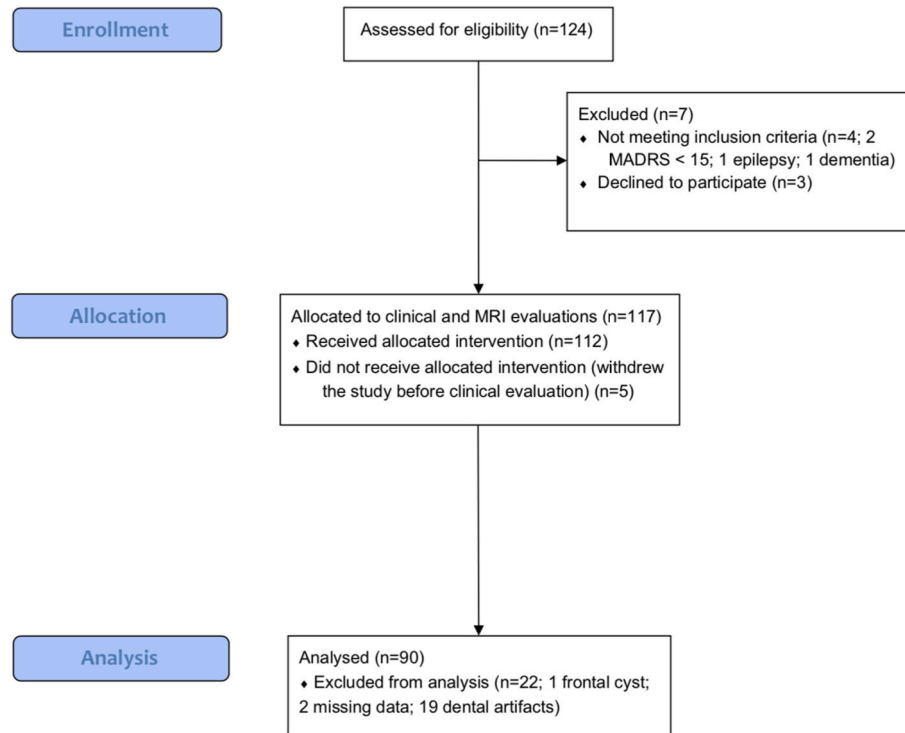 Enrollment
Assessed for eligibility (n=124)
Excluded (n=7)
♦ Not meeting inclusion criteria (n=4; 2
MADRS < 15; 1 epilepsy; 1 dementia)
♦ Declined to participate (n=3)
Allocation
Allocated to clinical and MRI evaluations (n=117)
♦ Received allocated intervention (n=112)
♦ Did not receive allocated intervention (withdrew
the study before clinical evaluation) (n=5)
Analysis
Analysed (n=90)
♦ Excluded from analysis (n=22; 1 frontal cyst;
2 missing data; 19 dental artifacts)